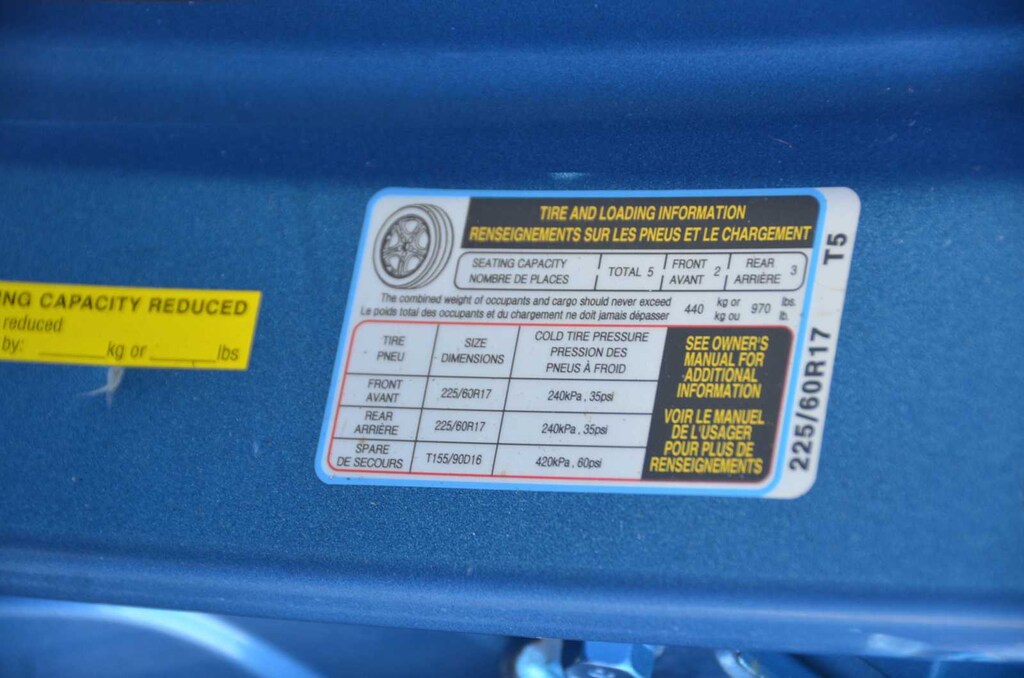 NG CAPACITY REDUCED
reduced
by: ______kg or ______lbs
TIRE AND LOADING INFORMATION
RENSEIGNEMENTS SUR LES PNEUS ET LE CHARGEMENT
SEATING CAPACITY
NOMBRE DE PLACES
TOTAL 5
FRONT
AVANT
2
REAR
ARRIÈRE
3
The combined weight of occupants and cargo should never exceed
Le poids total des occupants et du chargement ne doit jamais dépasser
440
kg or
kg ou
970
lbs.
lb.
TIRE
PNEU
SIZE
DIMENSIONS
COLD TIRE PRESSURE
PRESSION DES
PNEUS À FROID
FRONT
AVANT
225/60R17
240kPa , 35psi
REAR
ARRIÈRE
225/60R17
240kPa , 35psi
SPARE
DE SECOURS
T155/90D16
420kPa , 60psi
SEE OWNER'S
MANUAL FOR
ADDITIONAL
INFORMATION
VOIR LE MANUEL
DE L'USAGER
POUR PLUS DE
RENSEIGNEMENTS
225/60R17 T5